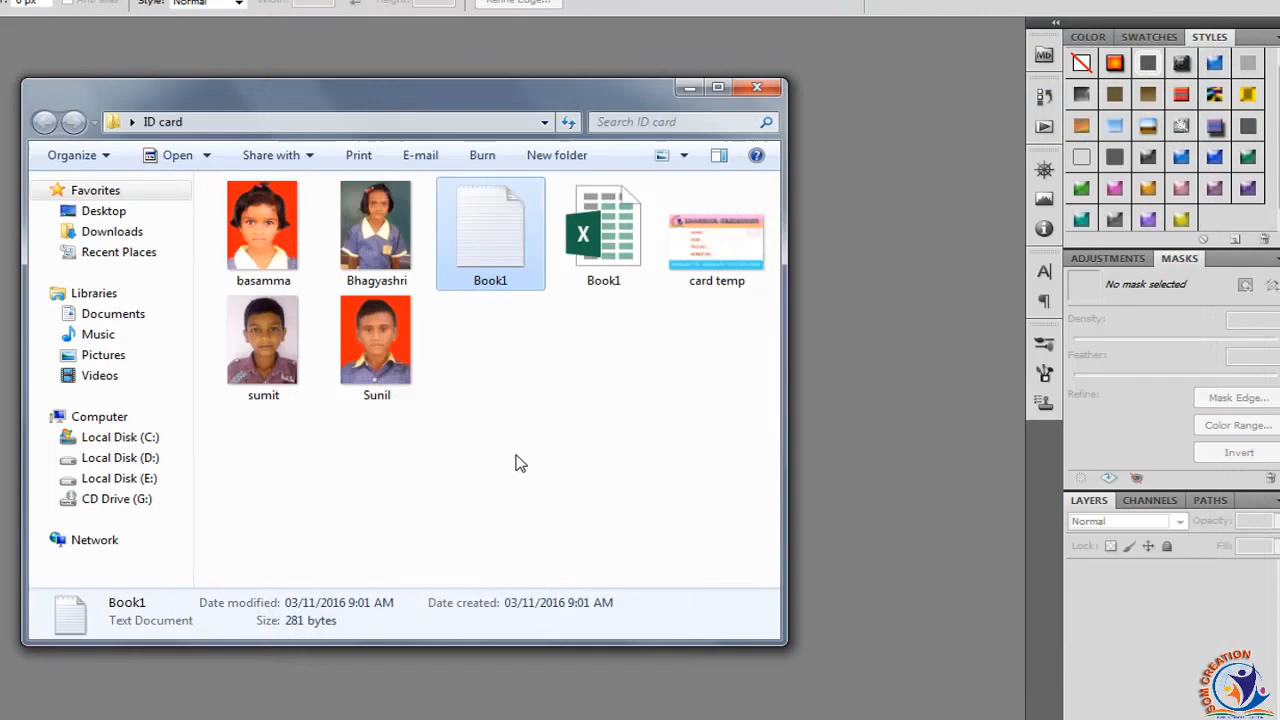 Style: Normal
Refine Edge...
COLOR SWATCHES STYLES
ID card
Search ID card
Organize Open Share with Print E-mail Burn New folder
Favorites
Desktop
Downloads
Recent Places
Libraries
Documents
Music
Pictures
Videos
Computer
Local Disk (C:)
Local Disk (D:)
Local Disk (E:)
CD Drive (G:)
Network
basamma
Bhagyashri
Book1
Book1
card temp
sumit
Sunil
Book1
Text Document
Date modified: 03/11/2016 9:01 AM
Size: 281 bytes
Date created: 03/11/2016 9:01 AM
Mb
ADJUSTMENTS MASKS
No mask selected
Density:
Feather:
Refine:
Mask Edge...
Color Range...
Invert
LAYERS CHANNELS PATHS
Normal
Opacity:
Lock:
Fill:
SOM CREATION